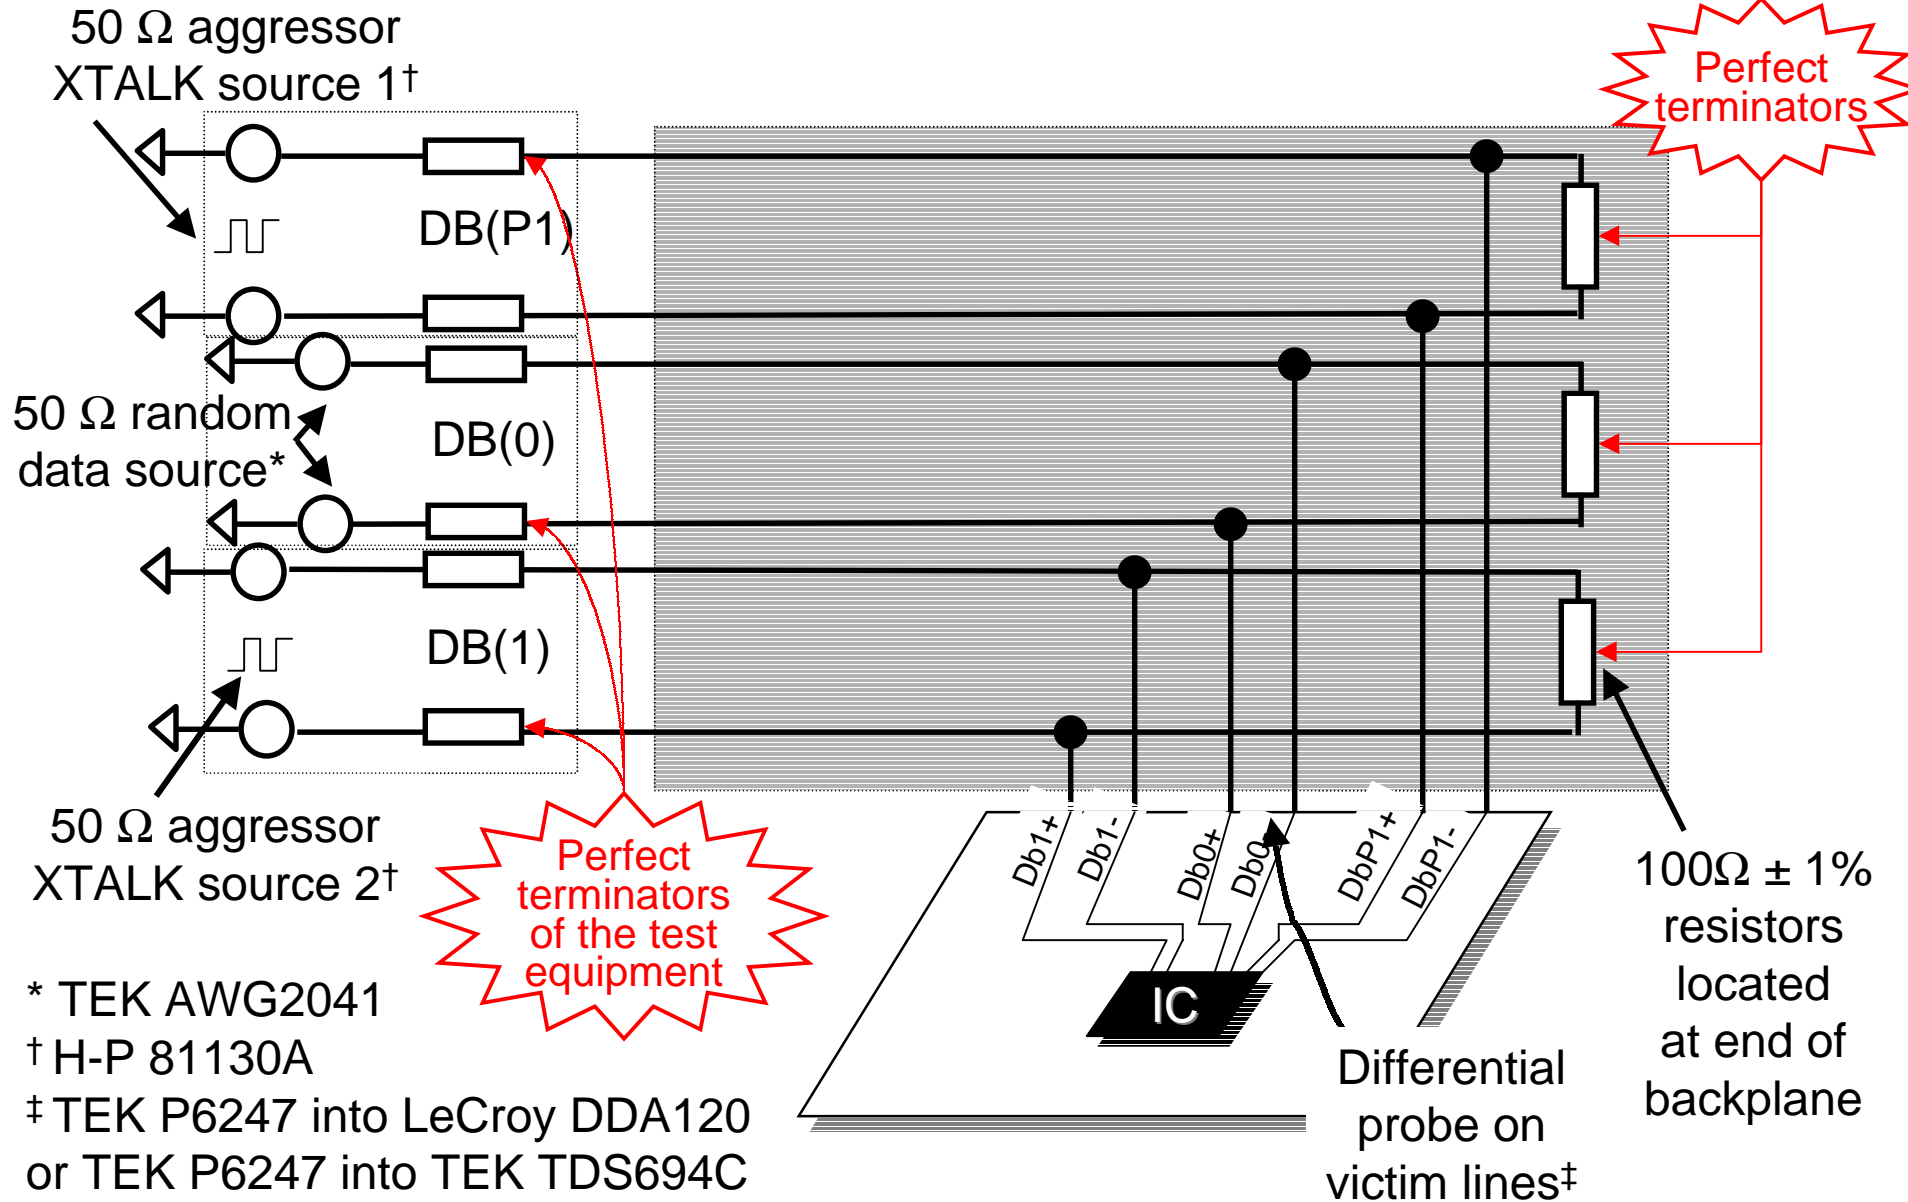 50 Ω aggressor
XTALK source 1†
Perfect
terminators
DB(P1)
50 Ω random
data source*
DB(0)
DB(1)
50 Ω aggressor
XTALK source 2†
Perfect
terminators
of the test
equipment
Db1+
Db1-
Db0+
Db0
DbP1+
DbP1-
IC
100Ω ± 1%
resistors
located
at end of
backplane
Differential
probe on
victim lines‡
* TEK AWG2041
† H-P 81130A
‡ TEK P6247 into LeCroy DDA120
or TEK P6247 into TEK TDS694C